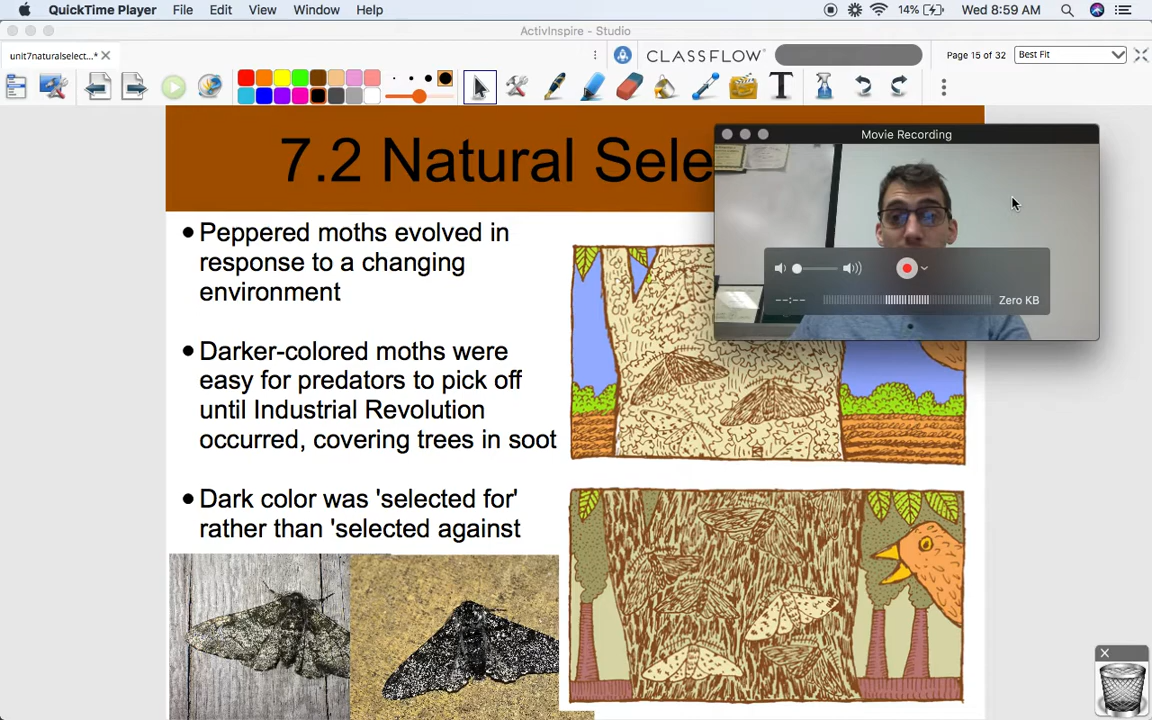 QuickTime Player File Edit View Window Help 14% Wed 8:59 AM
ActivInspire - Studio
unit7naturalselect...* CLASSFLOW Page 15 of 32 Best Fit
T
Movie Recording
--:-- Zero KB
7.2 Natural Sele
• Peppered moths evolved in
response to a changing
environment
• Darker-colored moths were
easy for predators to pick off
until Industrial Revolution
occurred, covering trees in soot
• Dark color was 'selected for'
rather than 'selected against